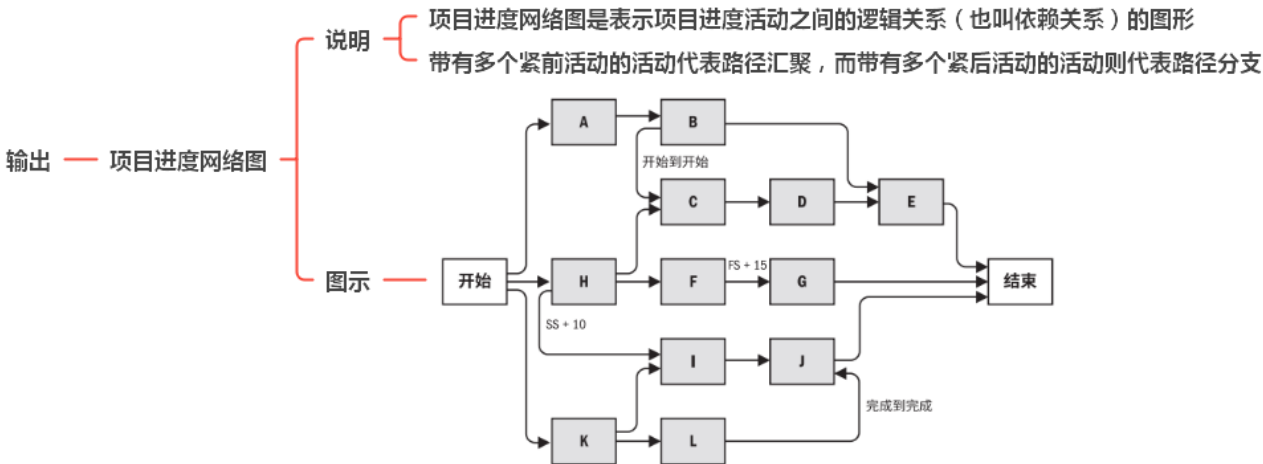 项目进度网络图是表示项目进度活动之间的逻辑关系（也叫依赖关系）的图形
说明
带有多个紧前活动的活动代表路径汇聚，而带有多个紧后活动的活动则代表路径分支
输出
项目进度网络图
图示
A
B
开始到开始
C
D
E
开始
H
F
FS + 15
G
结束
SS + 10
I
J
完成到完成
K
L